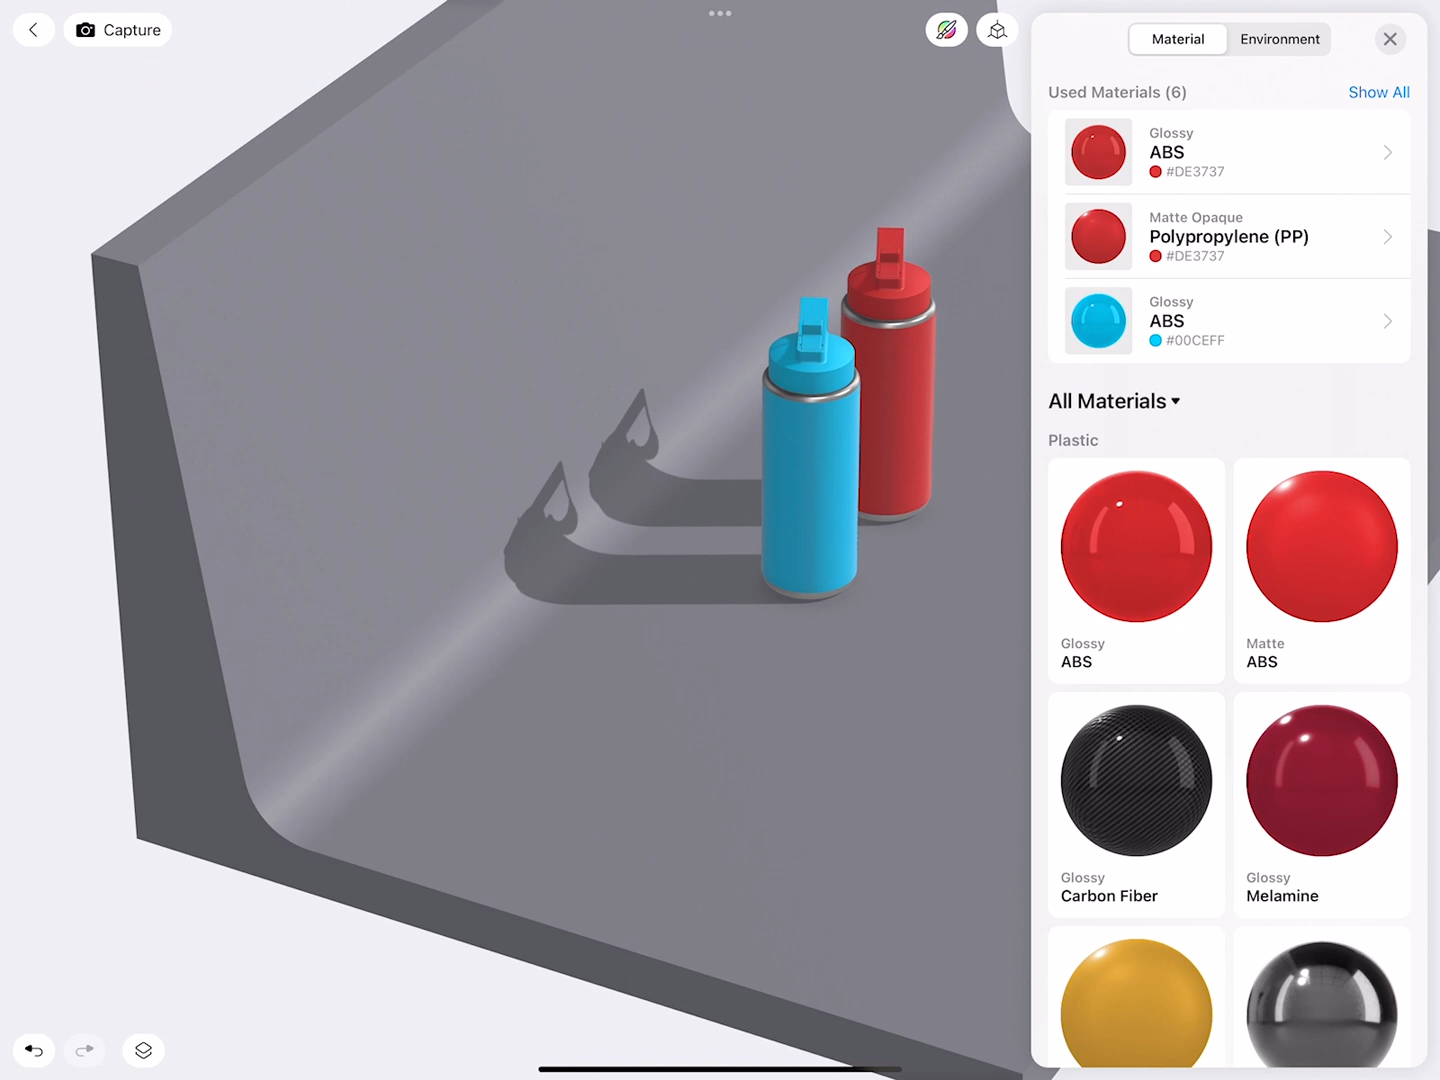 Capture
Material
Environment
Used Materials (6)
Show All
Glossy
ABS
#DE3737
Matte Opaque
Polypropylene (PP)
#DE3737
Glossy
ABS
#00CEFF
All Materials
Plastic
Glossy
ABS
Matte
ABS
Glossy
Carbon Fiber
Glossy
Melamine